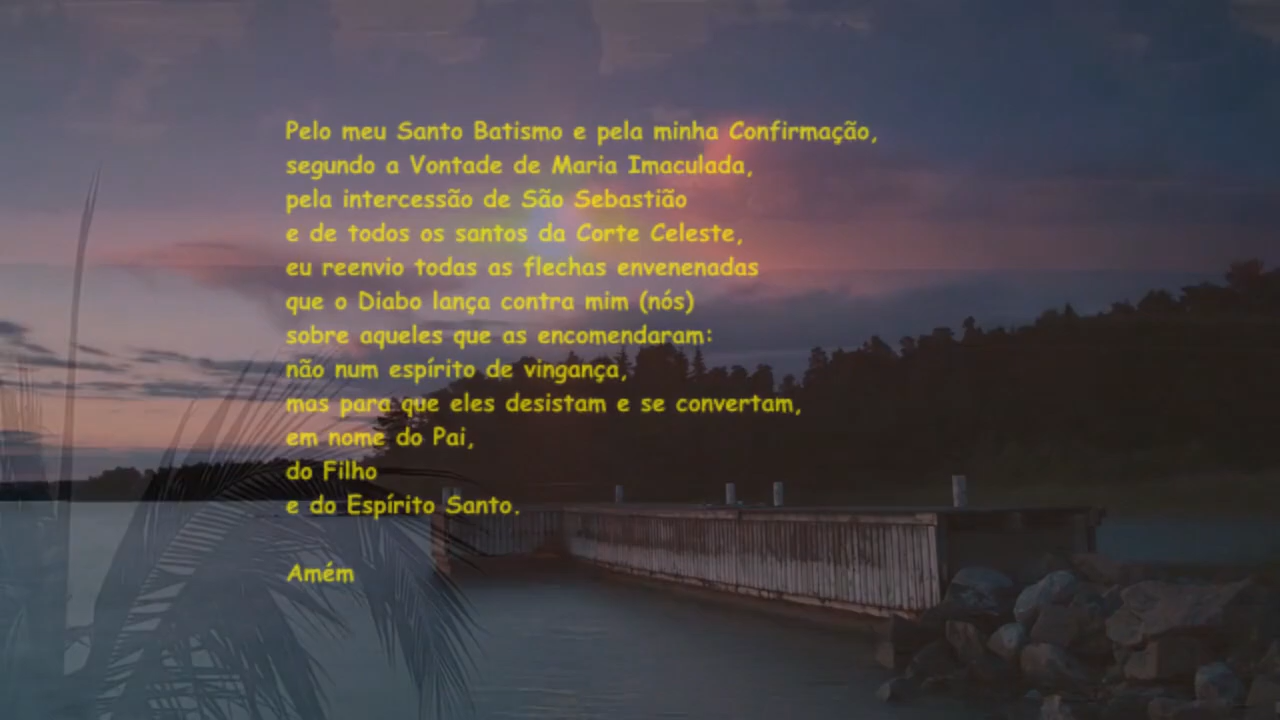 Pelo meu Santo Batismo e pela minha Confirmação,
segundo a Vontade de Maria Imaculada,
pela intercessão de São Sebastião
e de todos os santos da Corte Celeste,
eu reenvio todas as flechas envenenadas
que o Diabo lança contra mim (nós)
sobre aqueles que as encomendaram:
não num espírito de vingança,
mas para que eles desistam e se convertam,
em nome do Pai,
do Filho
e do Espírito Santo.
Amém